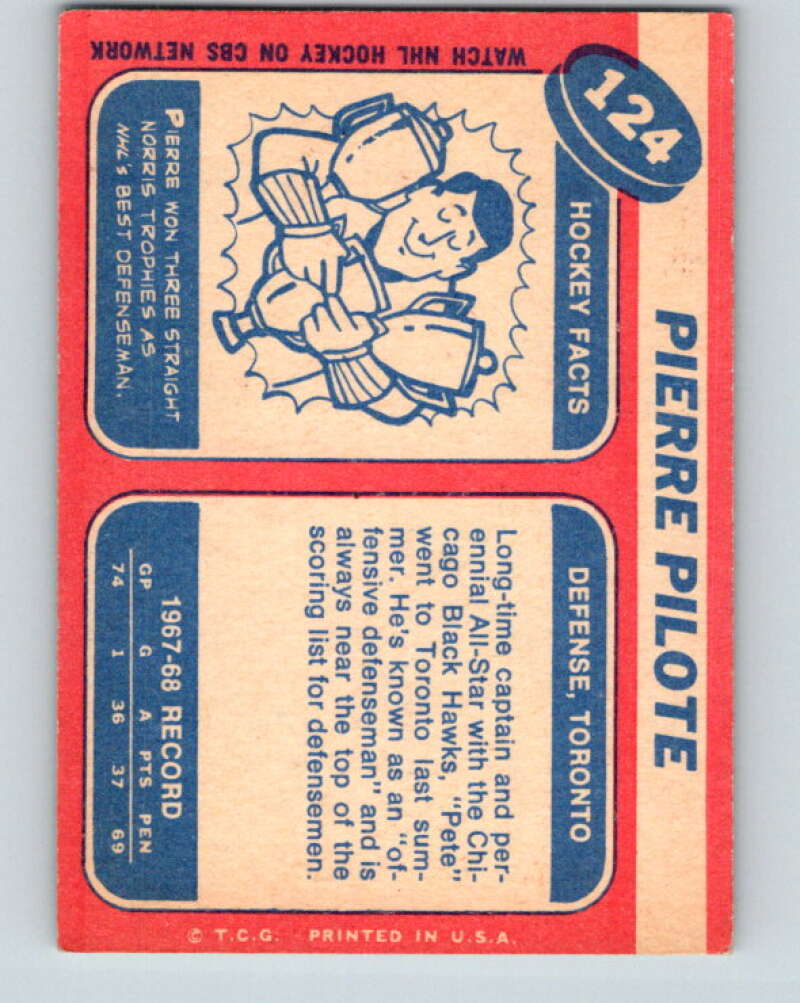 124
PIERRE PILOTE
HOCKEY FACTS
PIERRE WON THREE STRAIGHT
NORRIS TROPHIES AS
NHL'S BEST DEFENSEMAN.
WATCH NHL HOCKEY ON CBS NETWORK
DEFENSE, TORONTO
Long-time captain and per-
ennial All-Star with the Chi-
cago Black Hawks, "Pete"
went to Toronto last sum-
mer. He's known as an "of-
fensive defenseman" and is
always near the top of the
scoring list for defensemen.
1967-68 RECORD
GP G A PTS PEN
74 1 36 37 69
© T.C.G. PRINTED IN U.S.A.